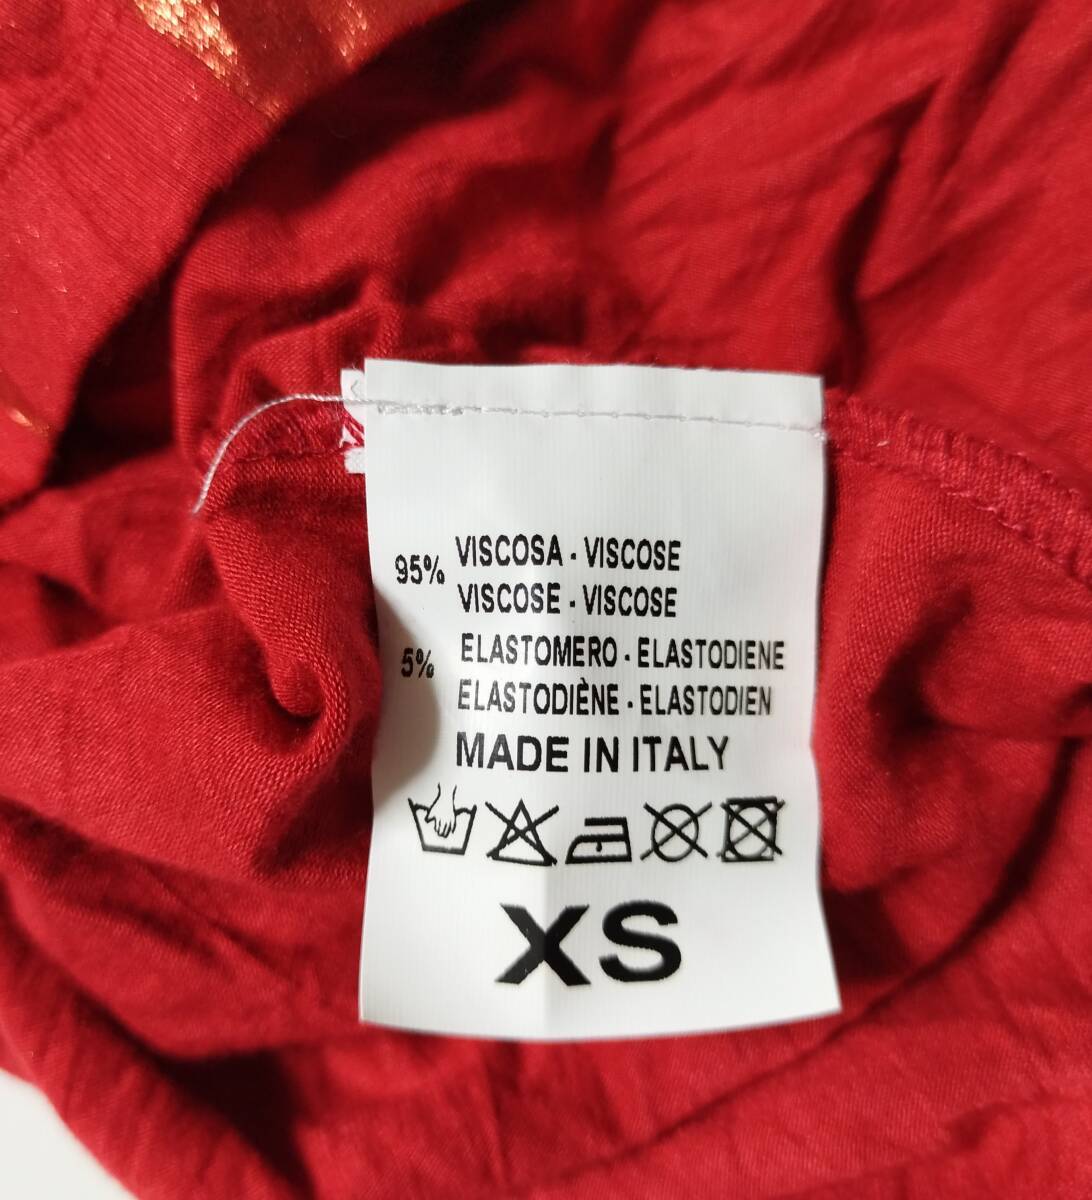 95% VISCOSA - VISCOSE
VISCOSE - VISCOSE
5% ELASTOMERO - ELASTODIENE
ELASTODIÈNE - ELASTODIEN
MADE IN ITALY
XS